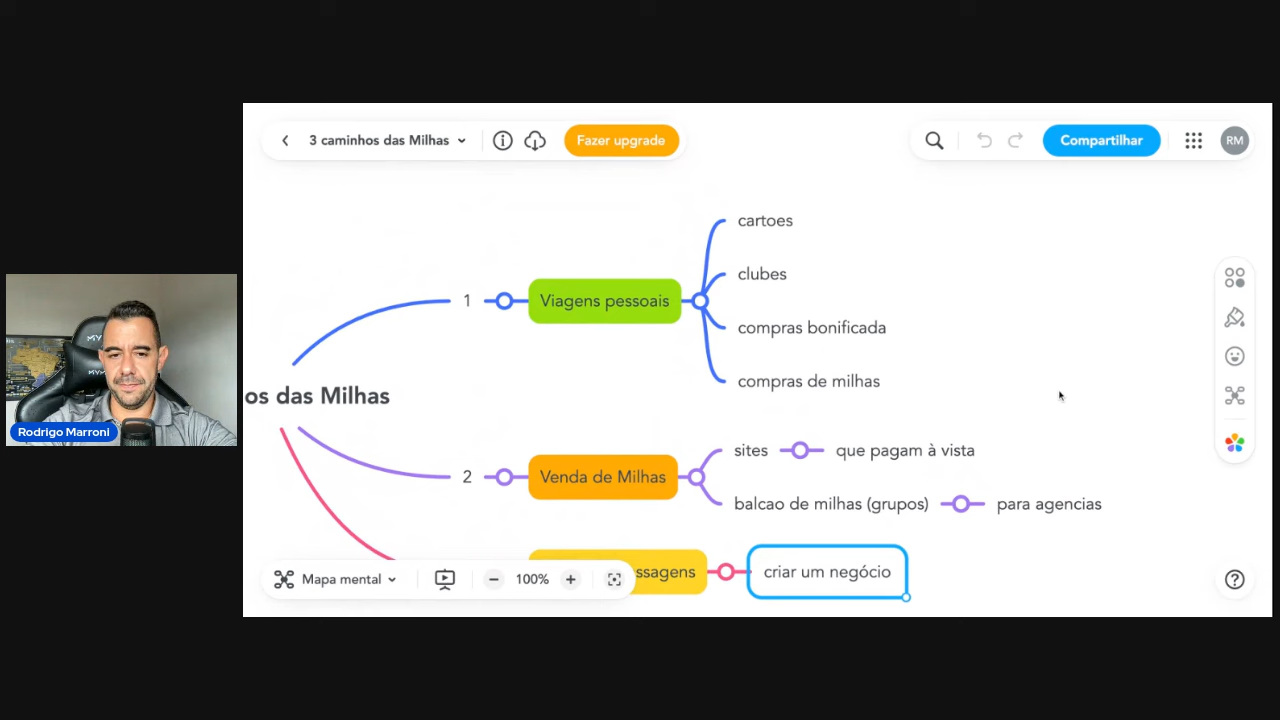 3 caminhos das Milhas
Fazer upgrade
Compartilhar
RM
cartoes
clubes
1
Viagens pessoais
compras bonificada
compras de milhas
os das Milhas
Rodrigo Marroni
2
Venda de Milhas
sites
que pagam à vista
balcao de milhas (grupos)
para agencias
ssagens
criar um negócio
Mapa mental
100%